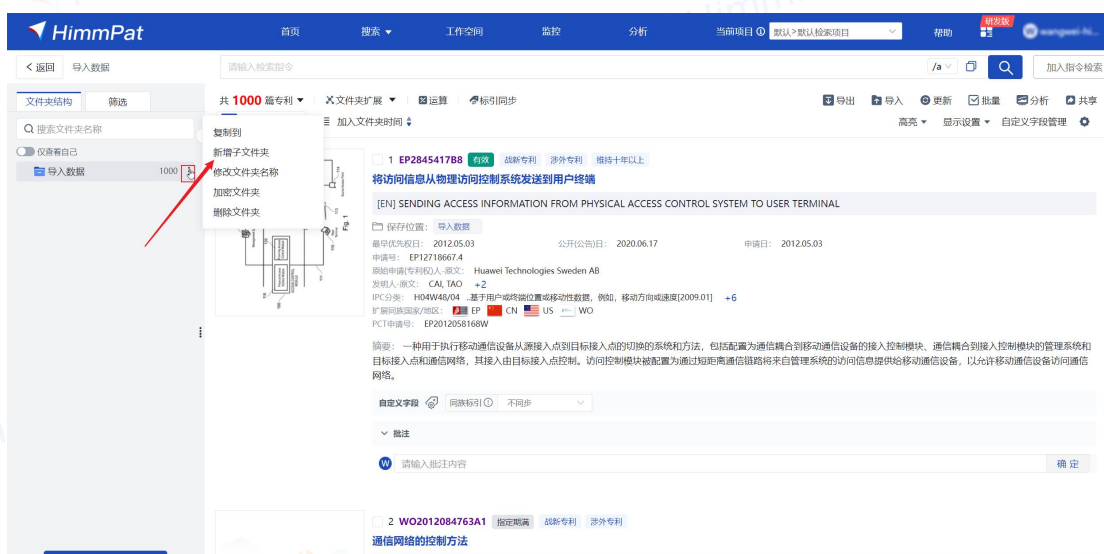 HimmPat 首页 搜索 工作空间 监控 分析 当前项目 默认>默认检索项目 帮助 研发版
返回 导入数据 请输入检索指令 /a 加入指令检索
文件夹结构 筛选 共 1000 篇专利 文件夹扩展 运算 标引同步 导出 导入 更新 批量 分析 共享
加入文件夹时间 高亮 显示设置 自定义字段管理
搜索文件夹名称
仅查看自己
导入数据 1000
复制到
新增子文件夹
修改文件夹名称
加密文件夹
删除文件夹
Fig. 1
1 EP2845417B8 有效 战新专利 涉外专利 维持十年以上
将访问信息从物理访问控制系统发送到用户终端
[EN] SENDING ACCESS INFORMATION FROM PHYSICAL ACCESS CONTROL SYSTEM TO USER TERMINAL
保存位置: 导入数据
最早优先权日: 2012.05.03 公开(公告)日: 2020.06.17 申请日: 2012.05.03
申请号: EP12718667.4
原始申请(专利权)人-原文: Huawei Technologies Sweden AB
发明人-原文: CAI, TAO +2
IPC分类: H04W48/04 ..基于用户或终端位置或移动性数据, 例如, 移动方向或速度[2009.01] +6
扩展同族国家/地区: EP CN US WO
PCT申请号: EP2012058168W
摘要: 一种用于执行移动通信设备从源接入点到目标接入点的切换的系统和方法，包括配置为通信耦合到移动通信设备的接入控制模块、通信耦合到接入控制模块的管理系统和
目标接入点和通信网络，其接入由目标接入点控制。访问控制模块被配置为通过短距离通信链路将来自管理系统的访问信息提供给移动通信设备，以允许移动通信设备访问通信
网络。
自定义字段 同族标引 不同步
批注
W 请输入批注内容 确 定
2 WO2012084763A1 指定期满 战新专利 涉外专利
通信网络的控制方法